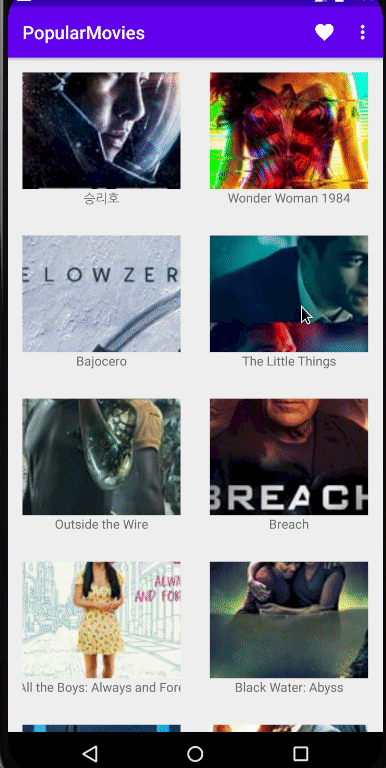 PopularMovies
승리호
Wonder Woman 1984
ELOWZER
Bajocero
The Little Things
Outside the Wire
BREACH
Breach
ALWA
AND FOR
All the Boys: Always and Fore
Black Water: Abyss